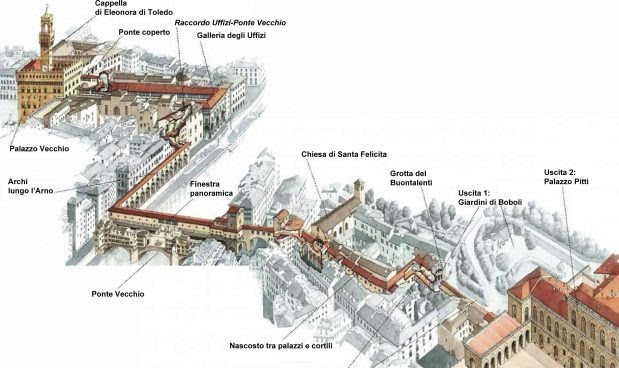 Cappella
di Eleonora di Toledo
Raccordo Uffizi-Ponte Vecchio
Ponte coperto
Galleria degli Uffizi
Palazzo Vecchio
Chiesa di Santa Felicita
Grotta del
Buontalenti
Uscita 2:
Palazzo Pitti
Archi
lungo l'Arno
Finestra
panoramica
Uscita 1:
Giardini di Boboli
Ponte Vecchio
Nascosto tra palazzi e cortili